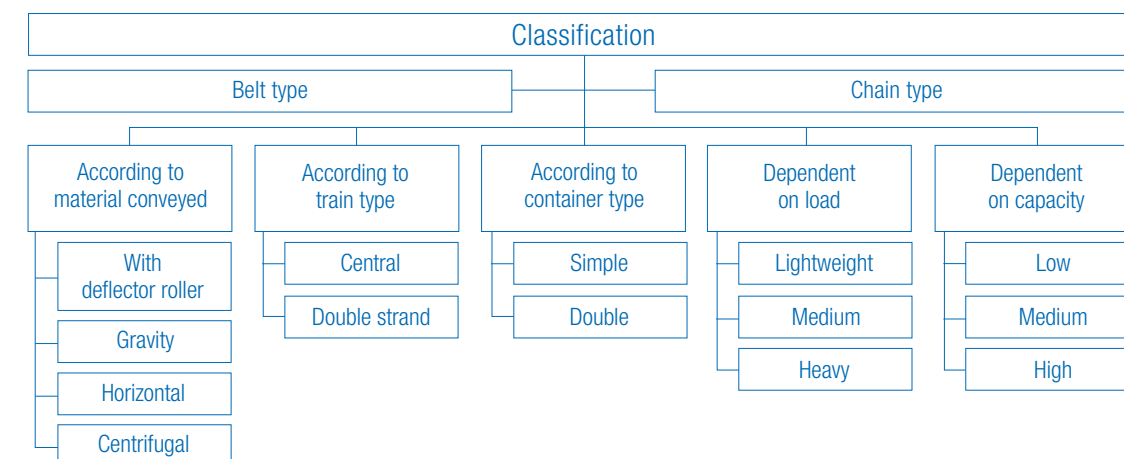 Classification
Belt type
Chain type
According to
material conveyed
With
deflector roller
Gravity
Horizontal
Centrifugal
According to
train type
Central
Double strand
According to
container type
Simple
Double
Dependent
on load
Lightweight
Medium
Heavy
Dependent
on capacity
Low
Medium
High